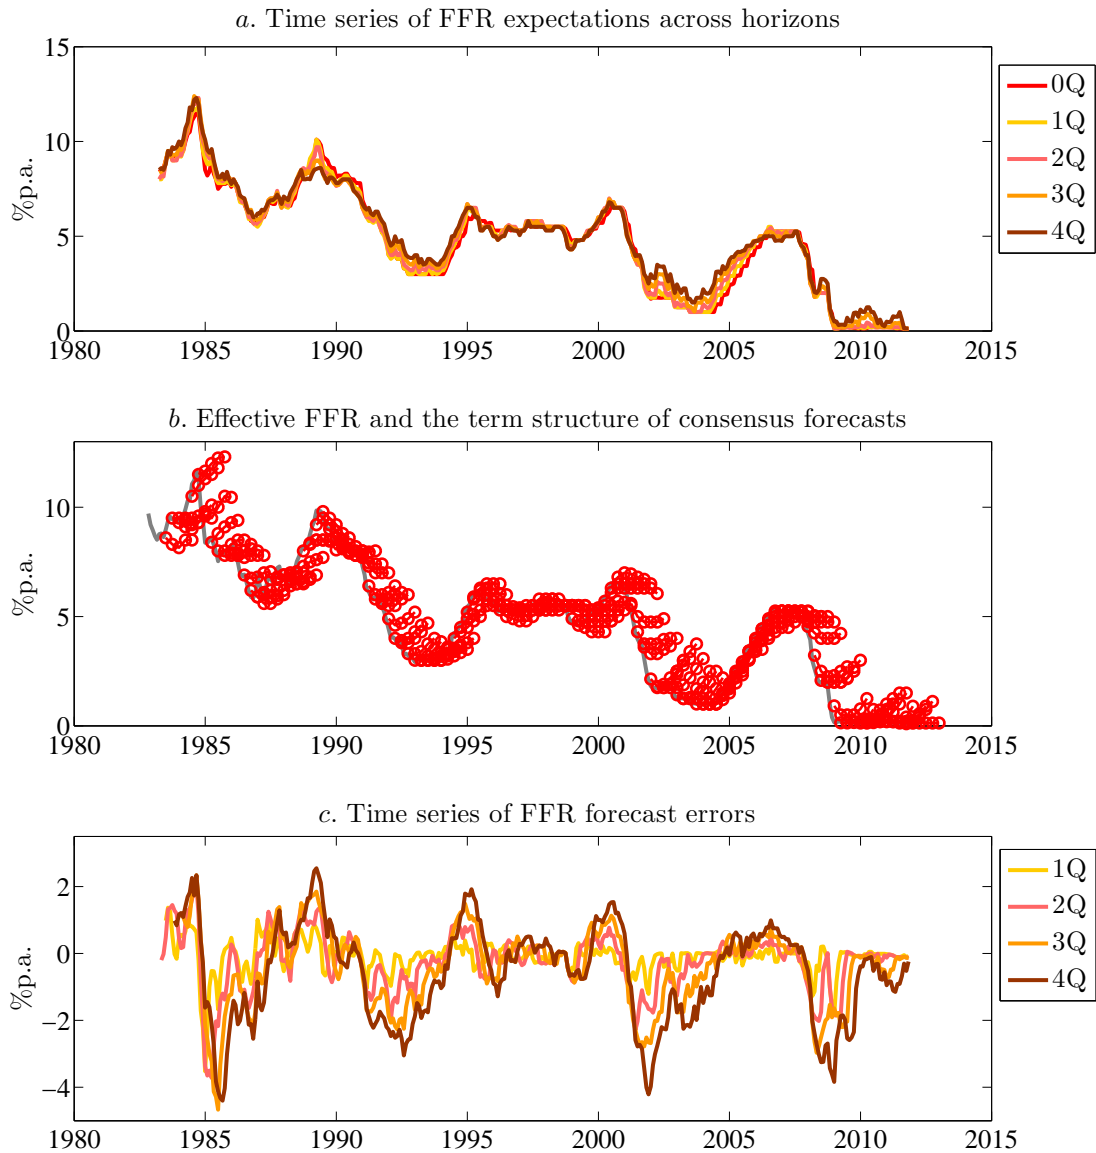 a. Time series of FFR expectations across horizons
15
10
5
0
%p.a.
1980 1985 1990 1995 2000 2005 2010 2015
0Q
1Q
2Q
3Q
4Q
b. Effective FFR and the term structure of consensus forecasts
10
5
0
%p.a.
1980 1985 1990 1995 2000 2005 2010 2015
c. Time series of FFR forecast errors
2
0
−2
−4
%p.a.
1980 1985 1990 1995 2000 2005 2010 2015
1Q
2Q
3Q
4Q